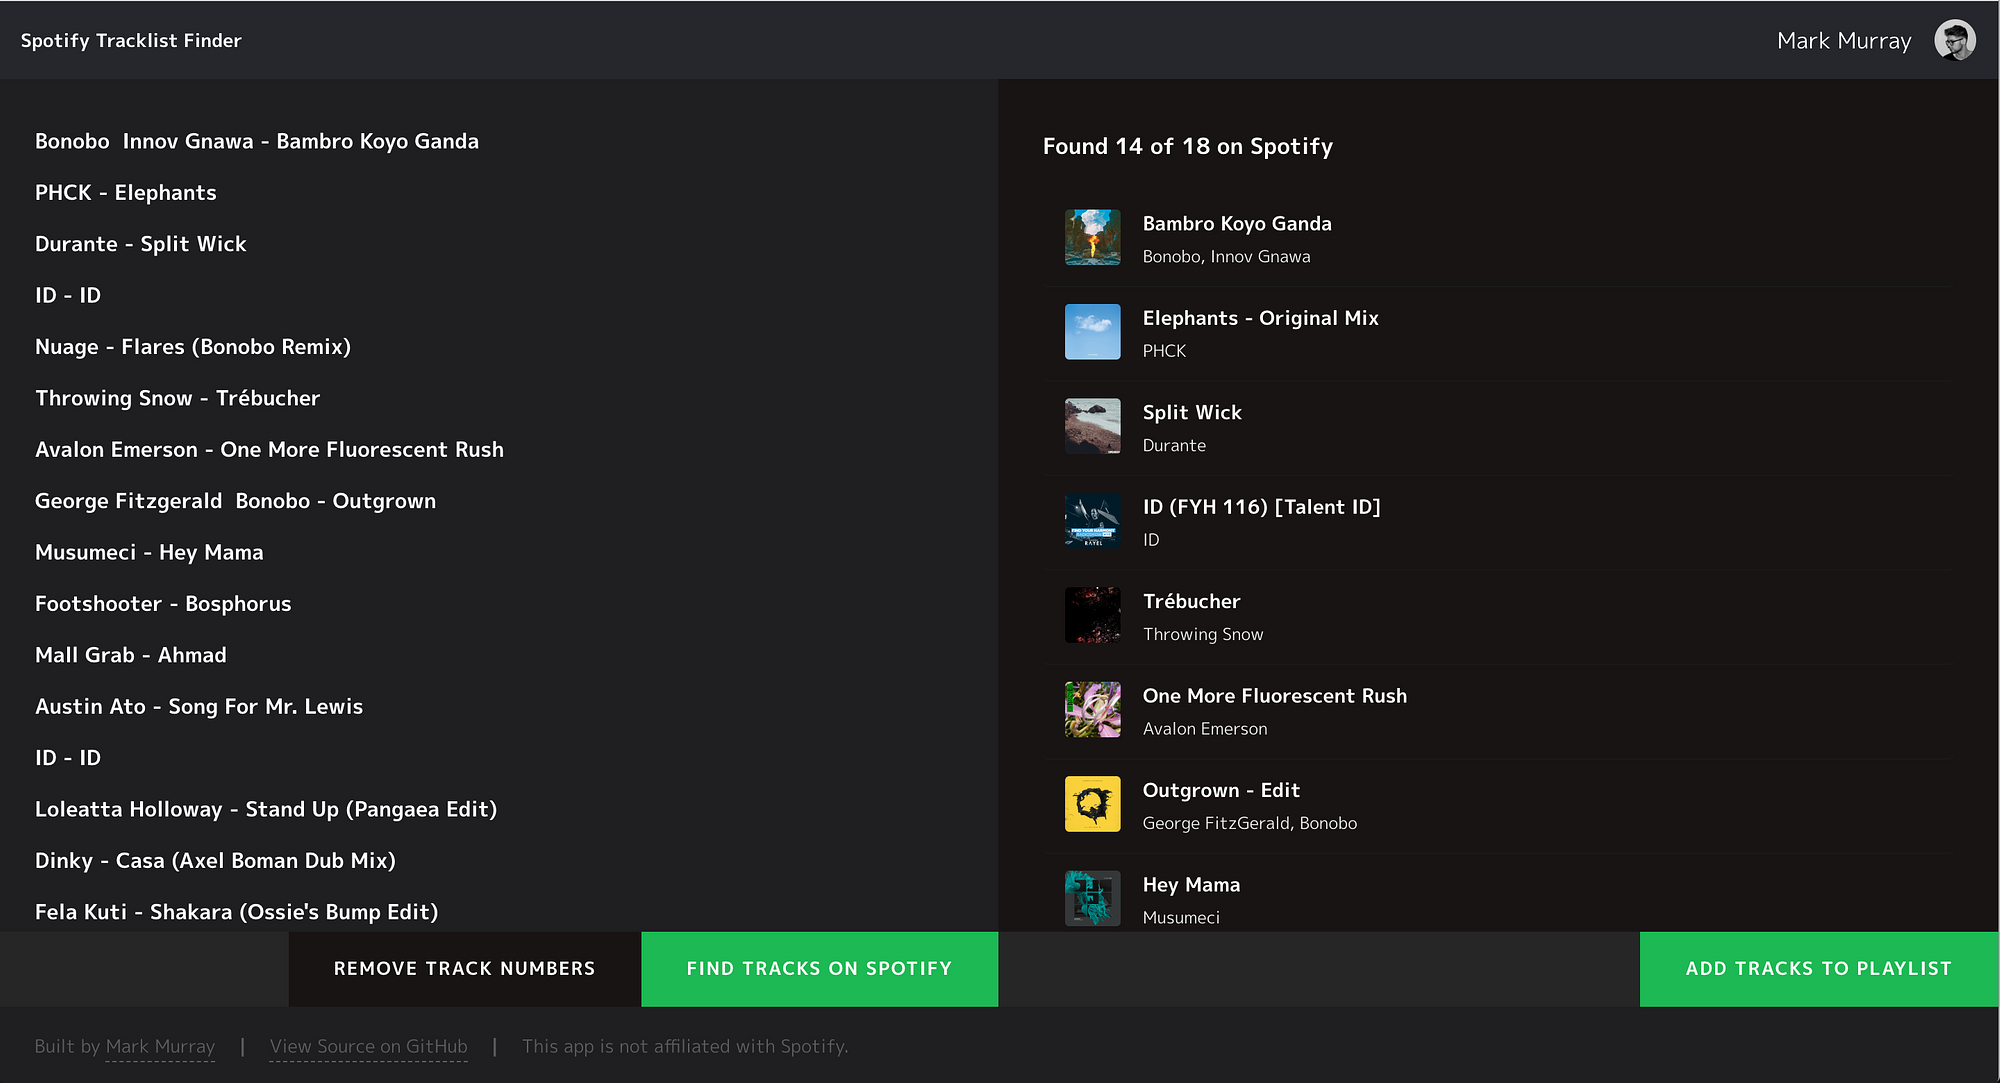 Spotify Tracklist Finder
Mark Murray
Bonobo  Innov Gnawa - Bambro Koyo Ganda
PHCK - Elephants
Durante - Split Wick
ID - ID
Nuage - Flares (Bonobo Remix)
Throwing Snow - Trébucher
Avalon Emerson - One More Fluorescent Rush
George Fitzgerald  Bonobo - Outgrown
Musumeci - Hey Mama
Footshooter - Bosphorus
Mall Grab - Ahmad
Austin Ato - Song For Mr. Lewis
ID - ID
Loleatta Holloway - Stand Up (Pangaea Edit)
Dinky - Casa (Axel Boman Dub Mix)
Fela Kuti - Shakara (Ossie's Bump Edit)
REMOVE TRACK NUMBERS
FIND TRACKS ON SPOTIFY
Found 14 of 18 on Spotify
Bambro Koyo Ganda
Bonobo, Innov Gnawa
Elephants - Original Mix
PHCK
Split Wick
Durante
ID (FYH 116) [Talent ID]
ID
Trébucher
Throwing Snow
One More Fluorescent Rush
Avalon Emerson
Outgrown - Edit
George FitzGerald, Bonobo
Hey Mama
Musumeci
ADD TRACKS TO PLAYLIST
Built by Mark Murray | View Source on GitHub | This app is not affiliated with Spotify.